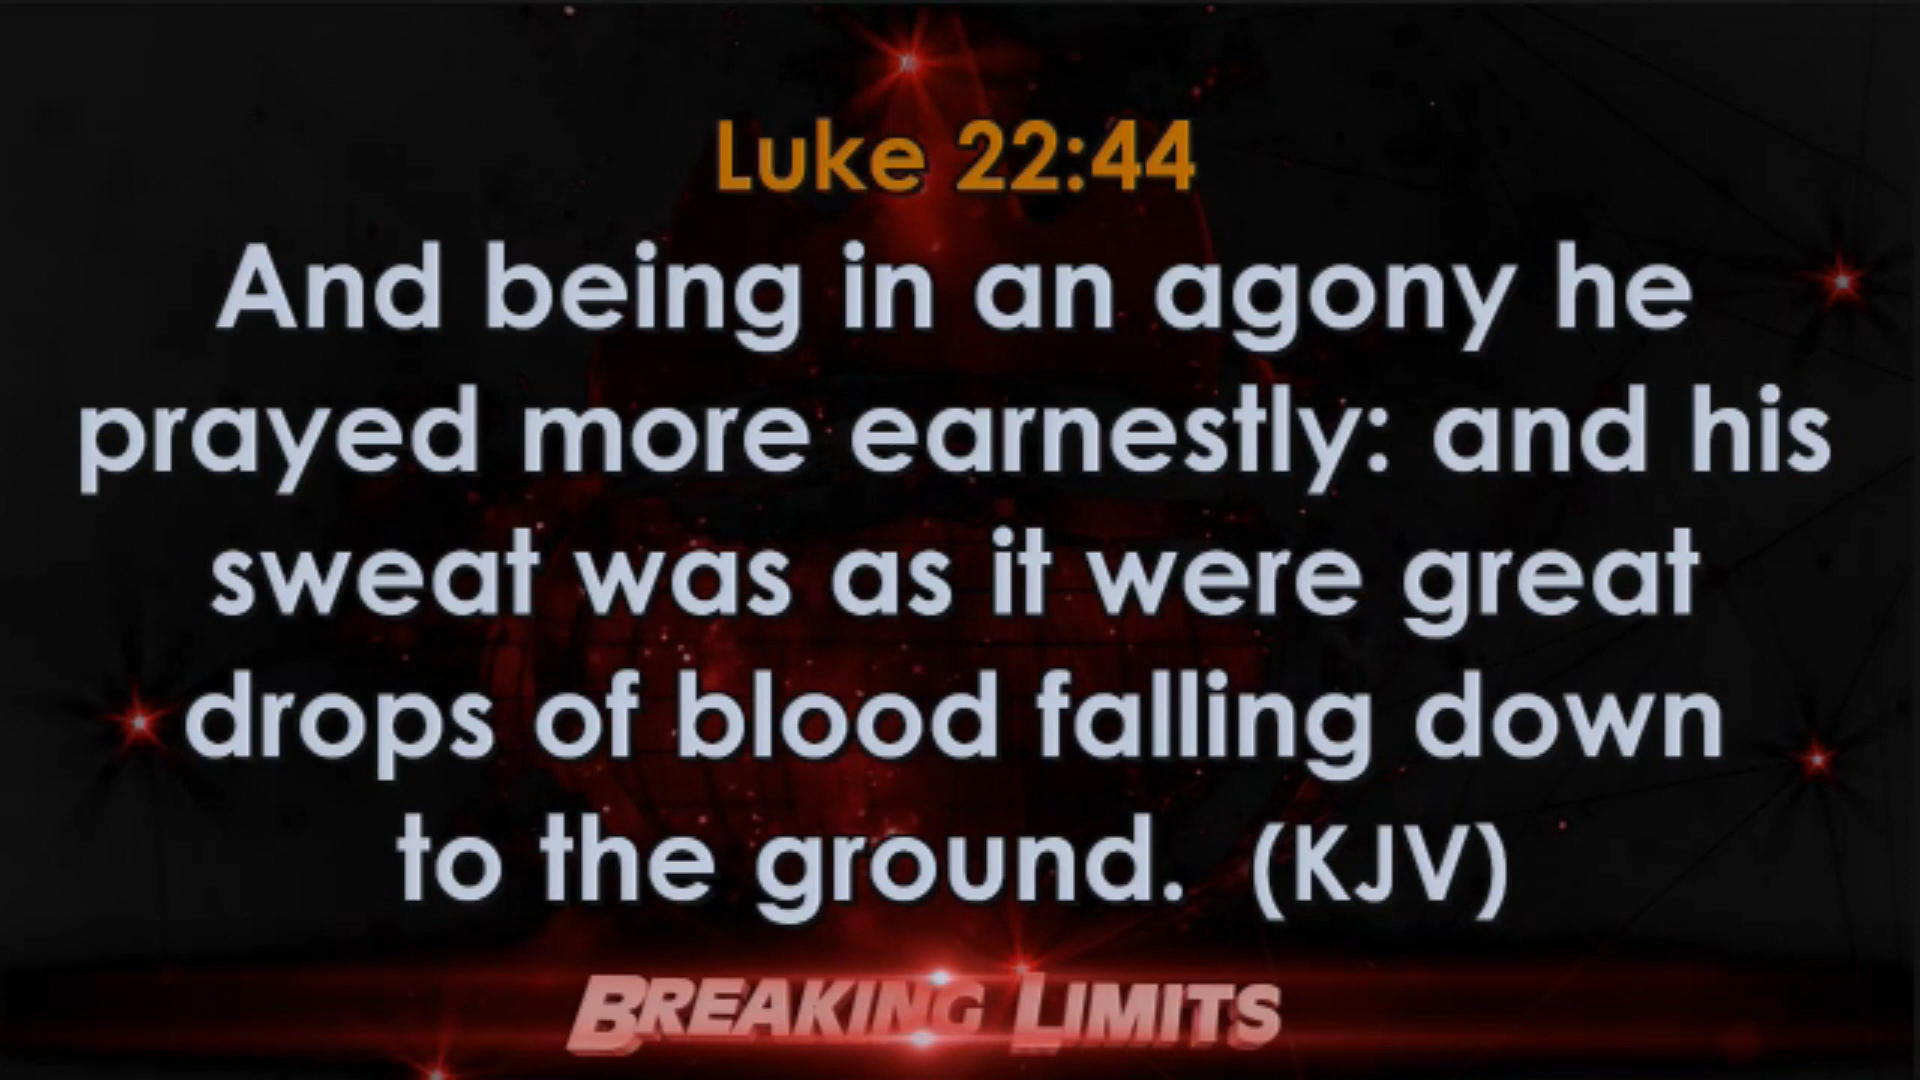 Luke 22:44
And being in an agony he
prayed more earnestly: and his
sweat was as it were great
drops of blood falling down
to the ground.  (KJV)
BREAKING LIMITS